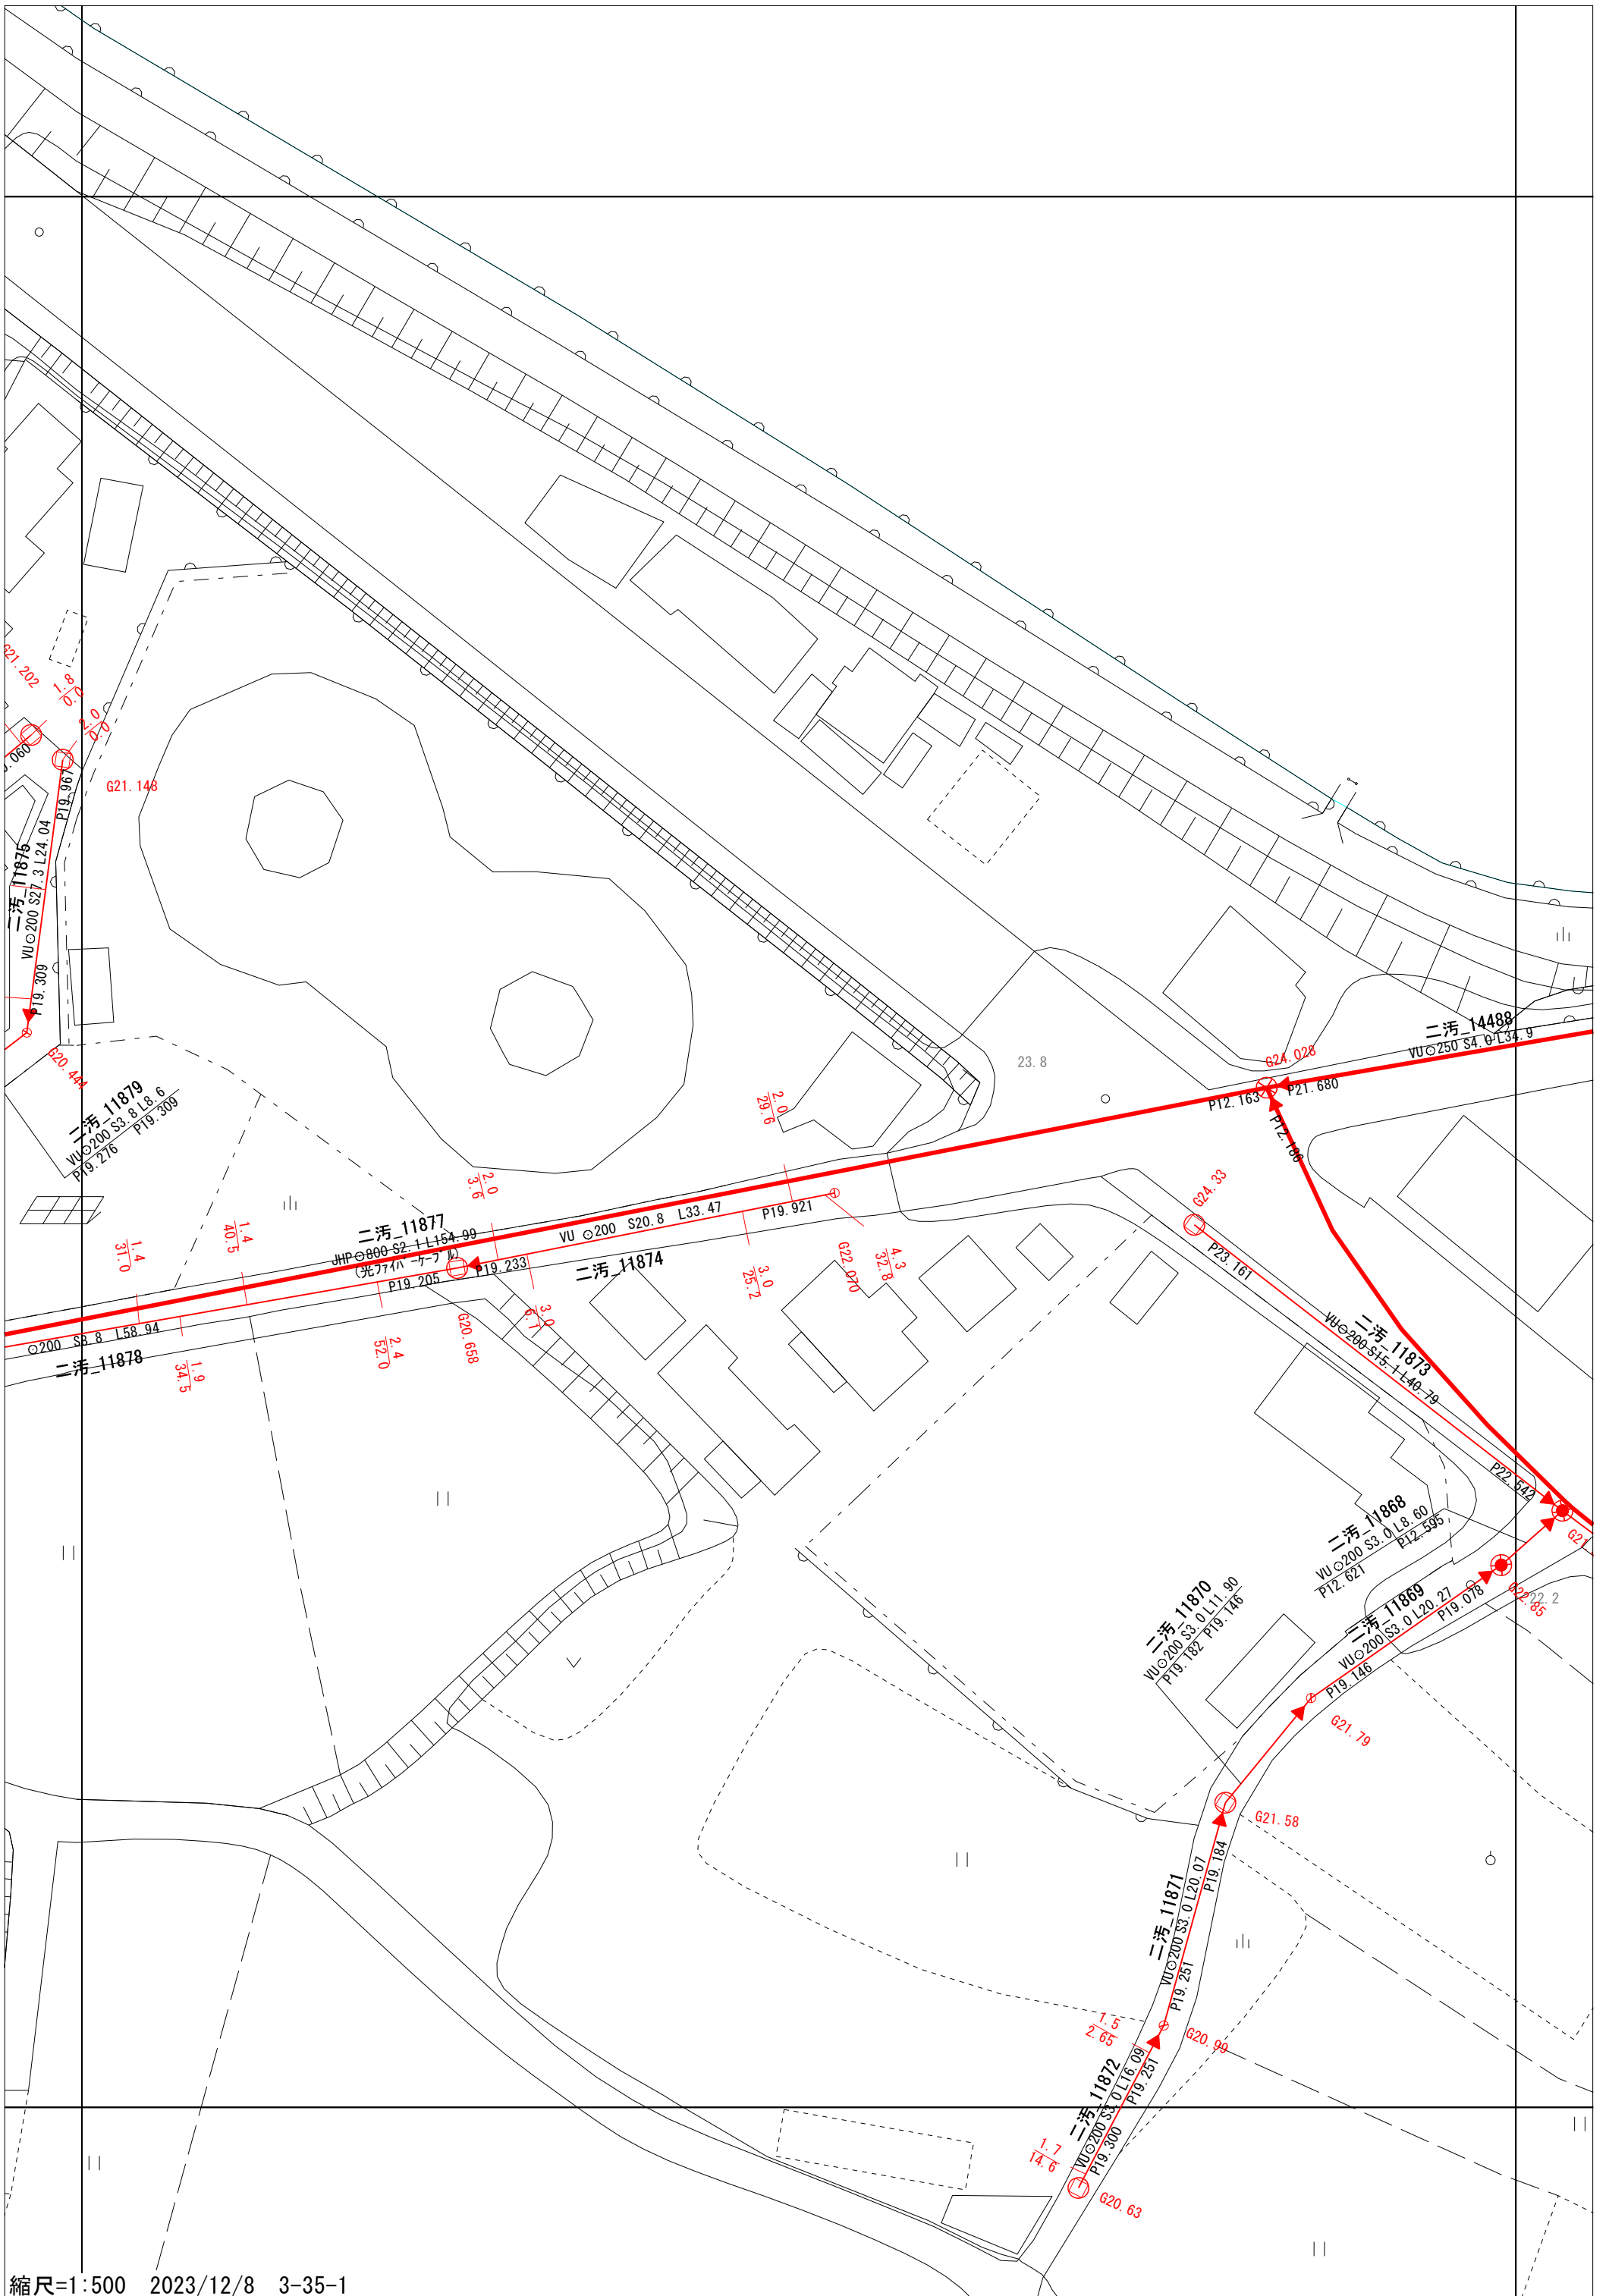 G21.202
1.8
0.0
2.0
0.0
G21.148
P19.967
二汚_11875
VU⊙200 S27.3 L24.04
P19.309
G20.444
二汚_11879
VU⊙200 S3.8 L8.6
P19.276 P19.309
23.8
二汚_14488
VU⊙250 S4.0 L34.9
G24.028
P21.680
P12.163
P12.186
2.0
29.6
2.0
3.6
二汚_11877
JHP⊙800 S2.1 L154.99
(光ファイバーケーブル)
P19.205
P19.233
VU ⊙200 S20.8 L33.47
P19.921
二汚_11874
G22.070
4.3
32.8
3.0
25.2
3.0
6.1
G20.658
2.4
52.0
1.4
40.5
1.4
31.0
⊙200 S8.8 L58.94
二汚_11878
1.9
34.5
G24.33
P23.161
二汚_11873
VU⊙200 S15.1 L40.79
P22.542
二汚_11868
VU⊙200 S3.0 L8.60
P12.621 P12.595
G21.
G22.85
22.2
二汚_11869
VU⊙200 S3.0 L20.27
P19.146 P19.078
二汚_11870
VU⊙200 S3.0 L11.90
P19.182 P19.146
G21.79
G21.58
P19.184
二汚_11871
VU⊙200 S3.0 L20.07
P19.251
G20.99
1.5
2.65
二汚_11872
VU⊙200 S3.0 L16.09
P19.300 P19.251
1.7
14.6
G20.63
縮尺=1:500 2023/12/8 3-35-1